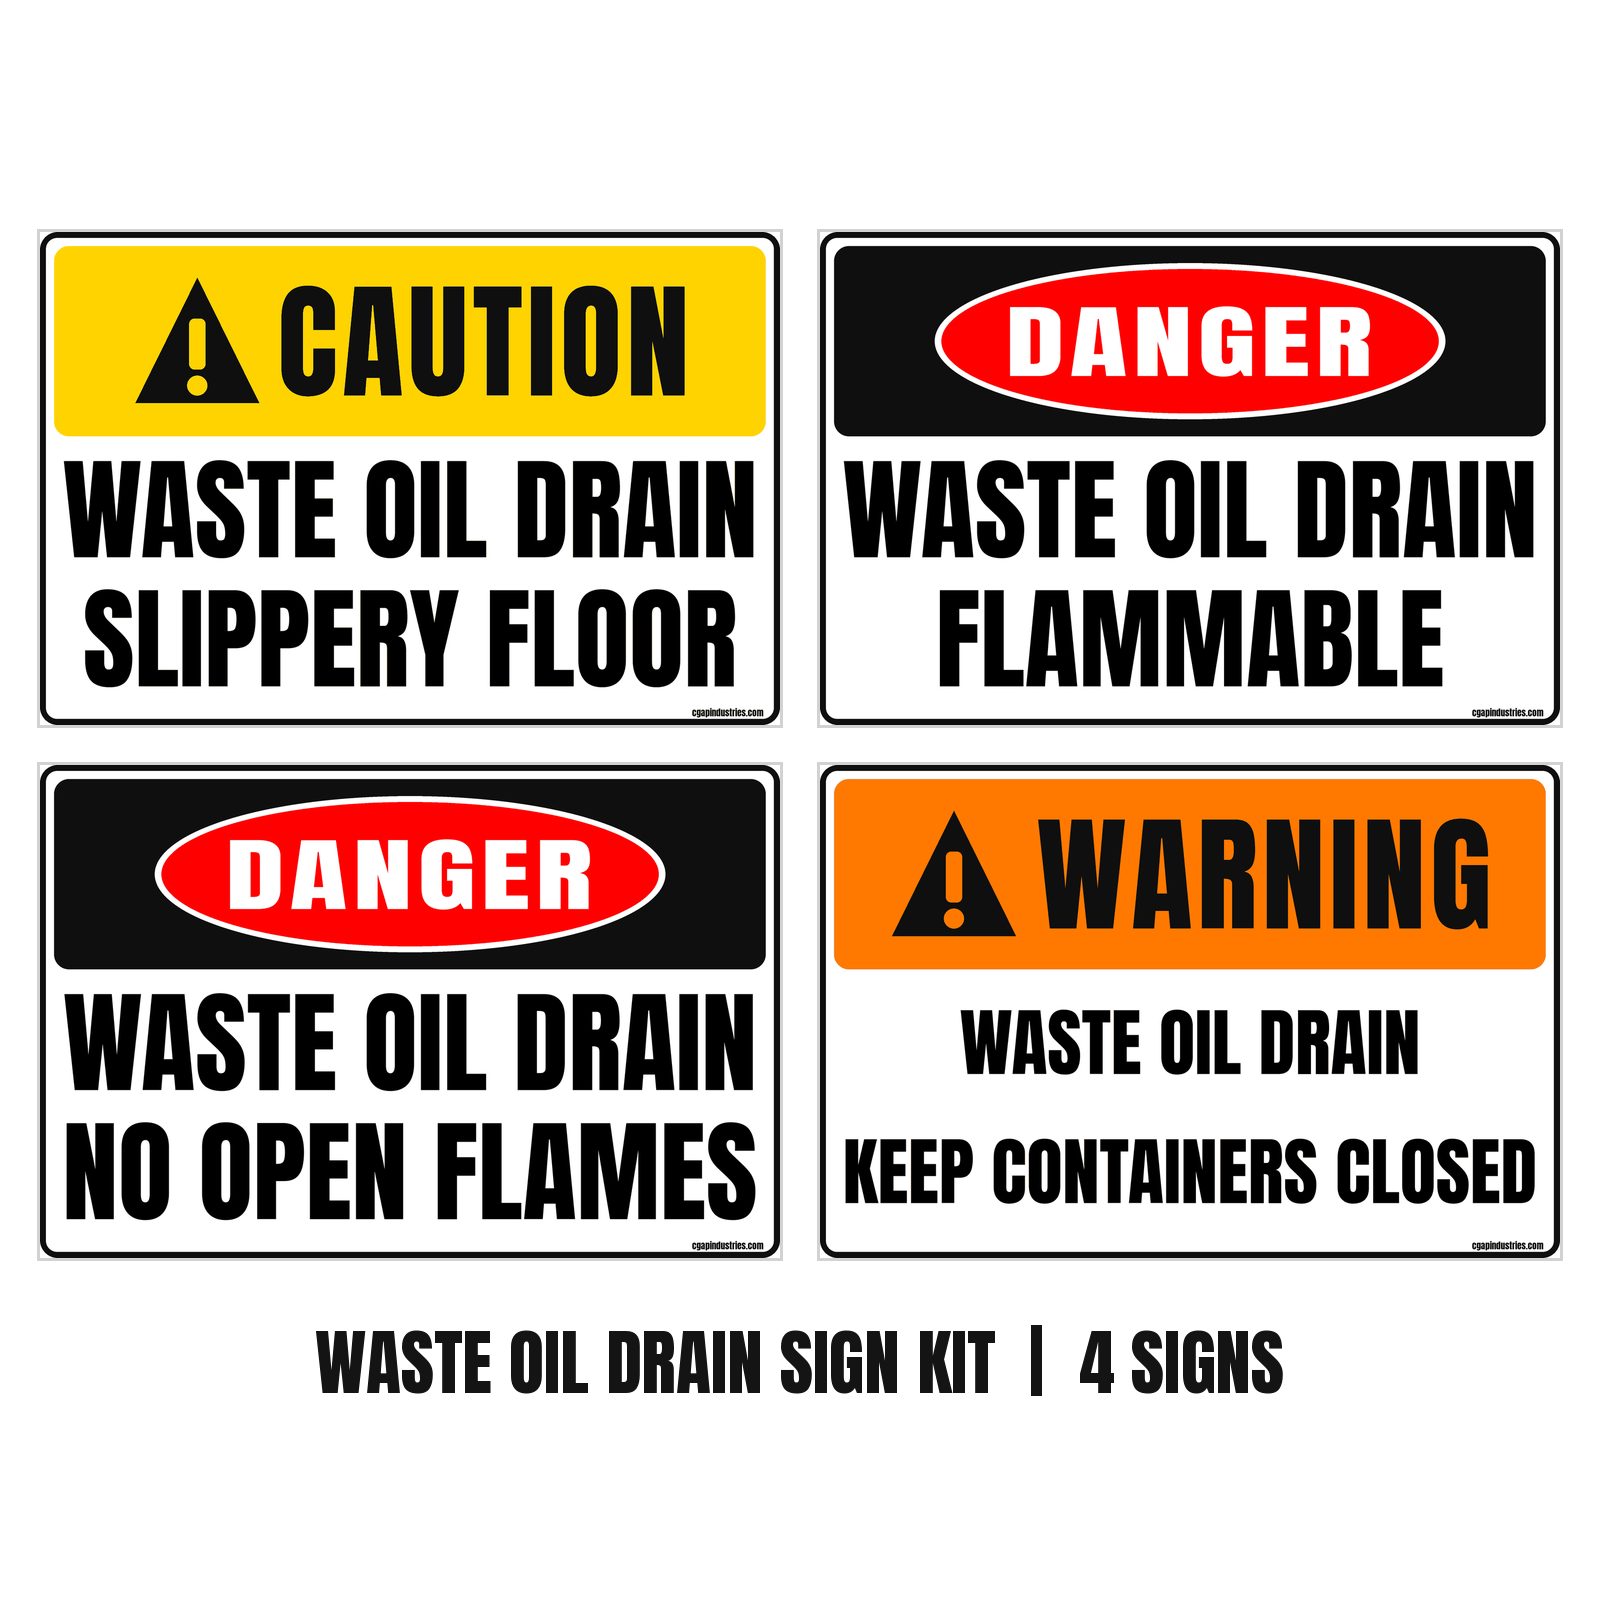 CAUTION
WASTE OIL DRAIN
SLIPPERY FLOOR
cgapindustries.com
DANGER
WASTE OIL DRAIN
FLAMMABLE
cgapindustries.com
DANGER
WASTE OIL DRAIN
NO OPEN FLAMES
cgapindustries.com
WARNING
WASTE OIL DRAIN
KEEP CONTAINERS CLOSED
cgapindustries.com
WASTE OIL DRAIN SIGN KIT | 4 SIGNS